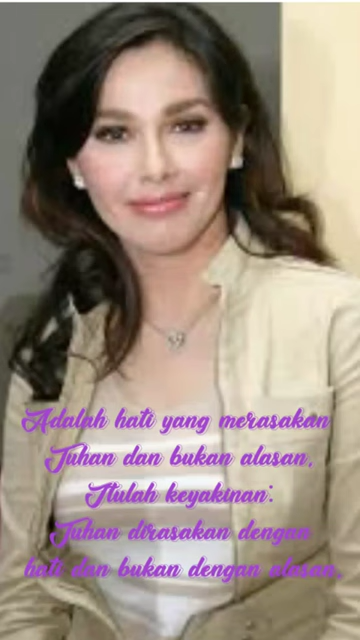 Adalah hati yang merasakan
Tuhan dan bukan alasan.
Itulah keyakinan:
Tuhan dirasakan dengan
hati dan bukan dengan alasan.